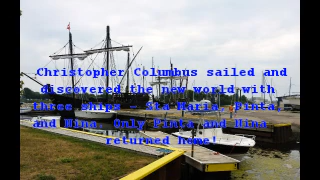 Christopher Columbus sailed and
discovered the new world with
three ships - Sta Maria, Pinta,
and Nina. Only Pinta and Nina
returned home!